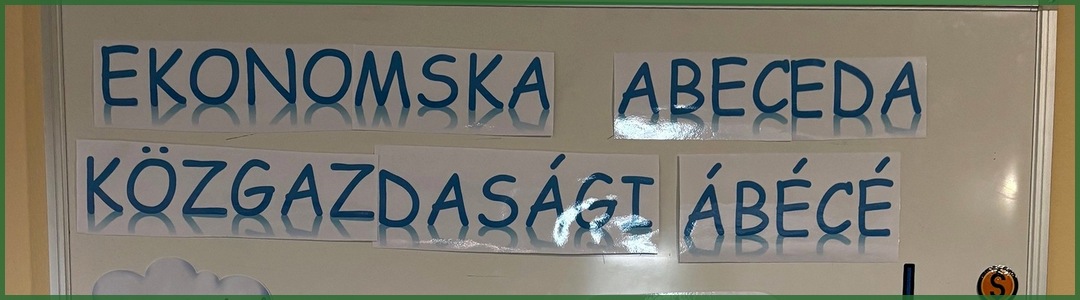 EKONOMSKA ABECEDA
KÖZGAZDASÁGI ÁBÉCÉ
S